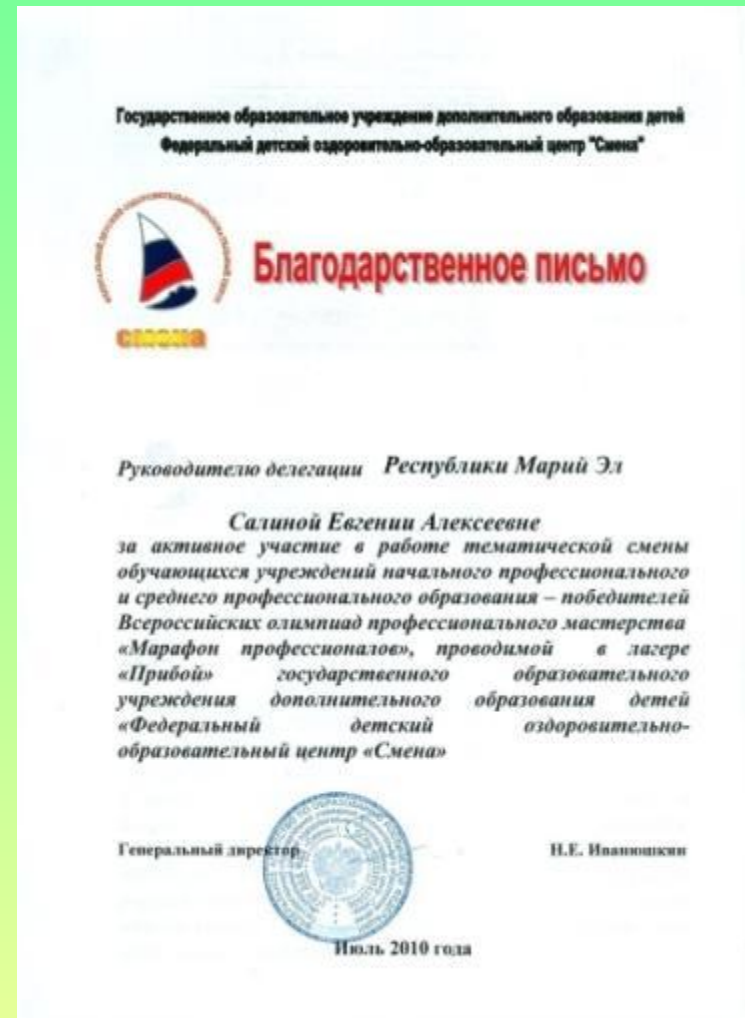 Государственное образовательное учреждение дополнительного образования детей
Федеральный детский оздоровительно-образовательный центр "Смена"
Благодарственное письмо
смена
Руководителю делегации Республики Марий Эл
Салиной Евгении Алексеевне
за активное участие в работе тематической смены
обучающихся учреждений начального профессионального
и среднего профессионального образования – победителей
Всероссийских олимпиад профессионального мастерства
«Марафон профессионалов», проводимой в лагере
«Прибой» государственного образовательного
учреждения дополнительного образования детей
«Федеральный детский оздоровительно-
образовательный центр «Смена»
Генеральный директор Н.Е. Иванюшкин
Июль 2010 года